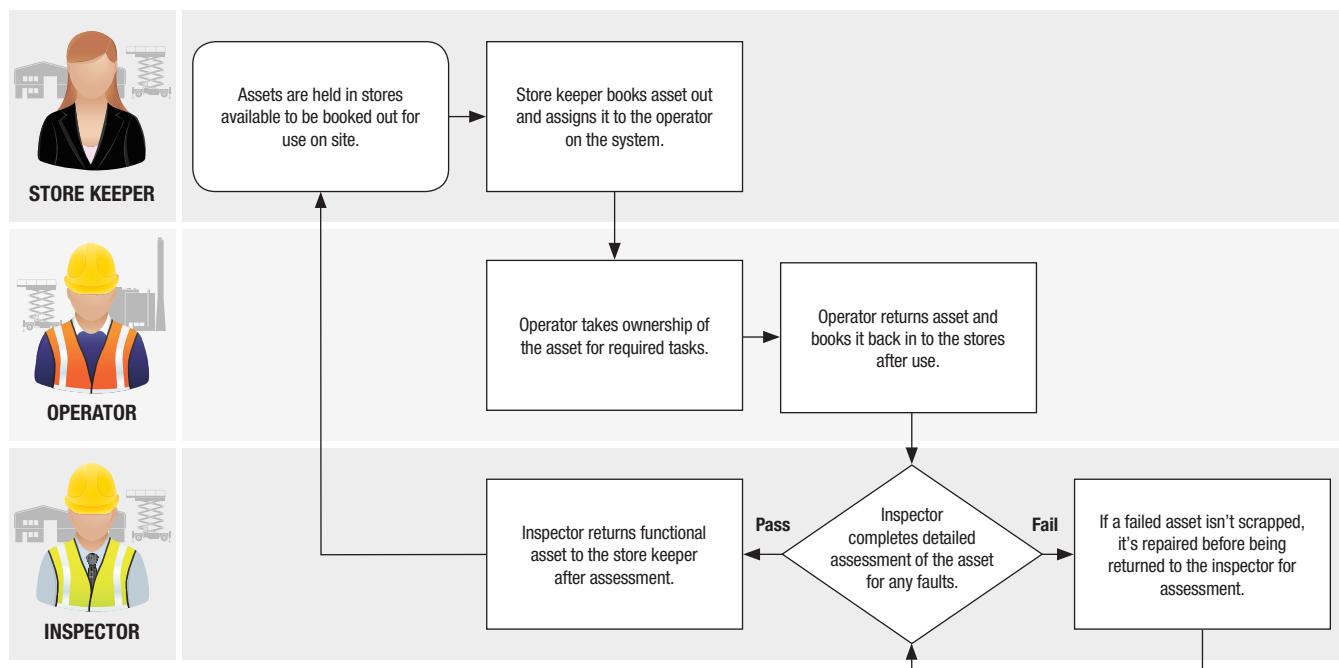 Assets are held in stores
available to be booked out for
use on site.
Store keeper books asset out
and assigns it to the operator
on the system.
STORE KEEPER
Operator takes ownership of
the asset for required tasks.
Operator returns asset and
books it back in to the stores
after use.
OPERATOR
Inspector returns functional
asset to the store keeper
after assessment.
Pass
Inspector
completes detailed
assessment of the asset
for any faults.
Fail
If a failed asset isn’t scrapped,
it’s repaired before being
returned to the inspector for
assessment.
INSPECTOR